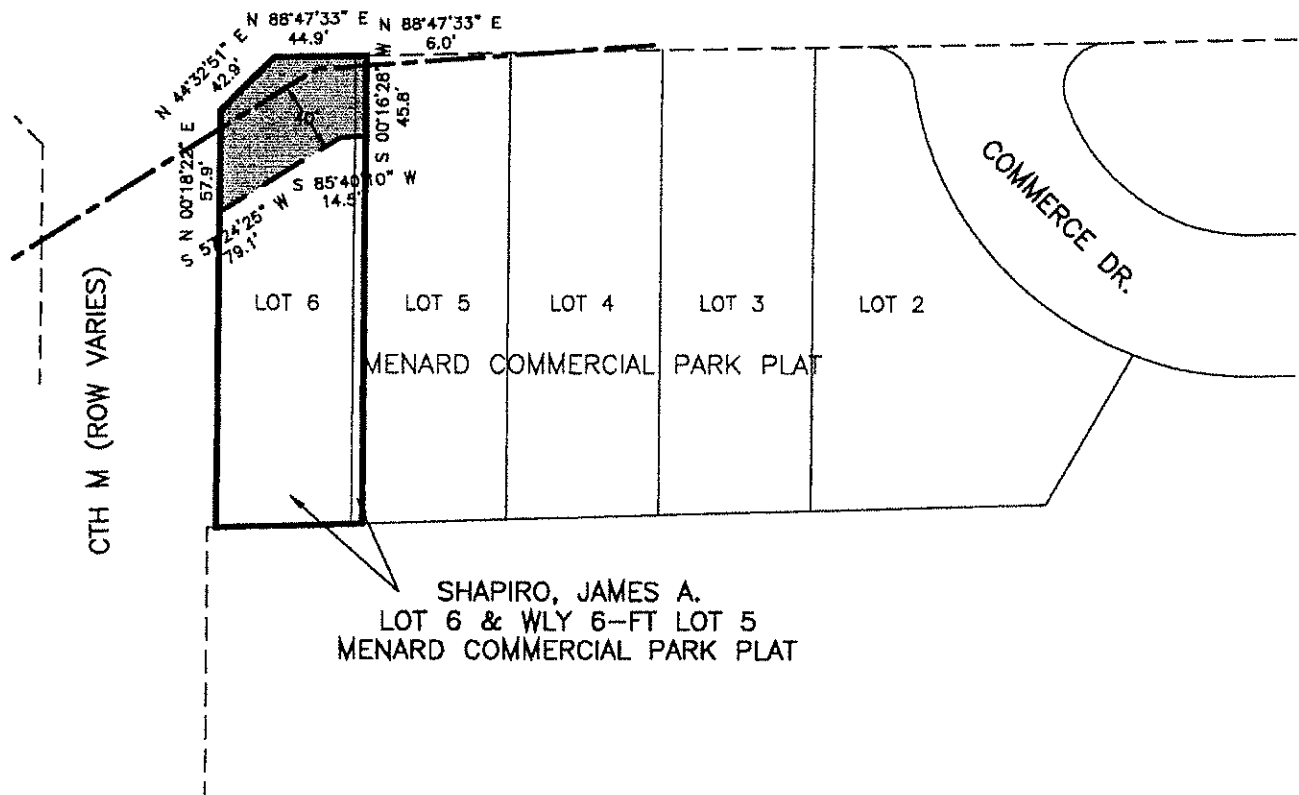 N 88°47'33" E
44.9'
N 88°47'33" E
6.0'
N 44°32'51" E
42.9'
N 00°18'22" E
57.9'
40'
S 00°16'28" W
45.8'
S 85°40'10" W
14.5'
79.1'
CTH M (ROW VARIES)
LOT 6
LOT 5
LOT 4
LOT 3
LOT 2
COMMERCE DR.
MENARD COMMERCIAL PARK PLAT
SHAPIRO, JAMES A.
LOT 6 & WLY 6-FT LOT 5
MENARD COMMERCIAL PARK PLAT